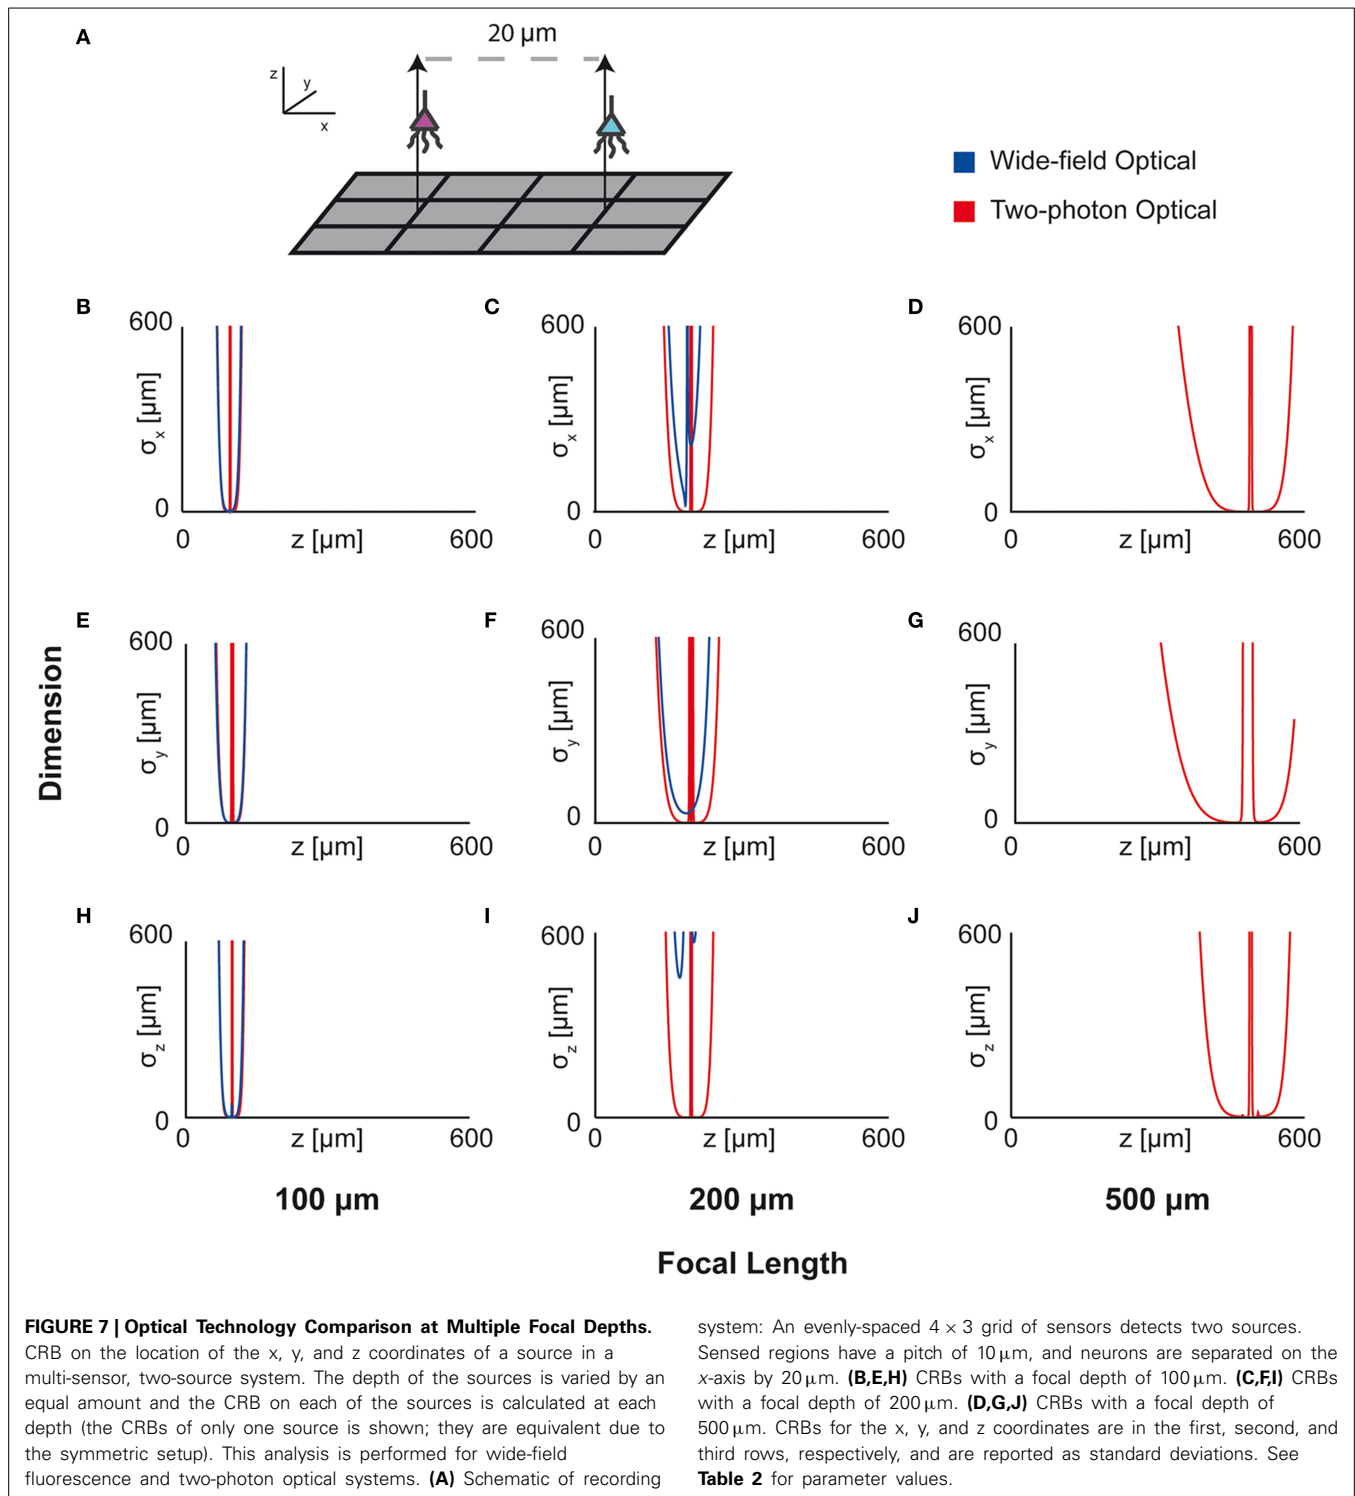 A
20 µm
z
y
x
Wide-field Optical
Two-photon Optical
B
600
σx [µm]
0
0
z [µm]
600
C
600
σx [µm]
0
0
z [µm]
600
D
600
σx [µm]
0
0
z [µm]
600
Dimension
E
600
σy [µm]
0
0
z [µm]
600
F
600
σy [µm]
0
0
z [µm]
600
G
600
σy [µm]
0
0
z [µm]
600
H
600
σz [µm]
0
0
z [µm]
600
I
600
σz [µm]
0
0
z [µm]
600
J
600
σz [µm]
0
0
z [µm]
600
100 µm
200 µm
500 µm
Focal Length
FIGURE 7 | Optical Technology Comparison at Multiple Focal Depths.
CRB on the location of the x, y, and z coordinates of a source in a
multi-sensor, two-source system. The depth of the sources is varied by an
equal amount and the CRB on each of the sources is calculated at each
depth (the CRBs of only one source is shown; they are equivalent due to
the symmetric setup). This analysis is performed for wide-field
fluorescence and two-photon optical systems. (A) Schematic of recording
system: An evenly-spaced 4 × 3 grid of sensors detects two sources.
Sensed regions have a pitch of 10 µm, and neurons are separated on the
x-axis by 20 µm. (B,E,H) CRBs with a focal depth of 100 µm. (C,F,I) CRBs
with a focal depth of 200 µm. (D,G,J) CRBs with a focal depth of
500 µm. CRBs for the x, y, and z coordinates are in the first, second, and
third rows, respectively, and are reported as standard deviations. See
Table 2 for parameter values.